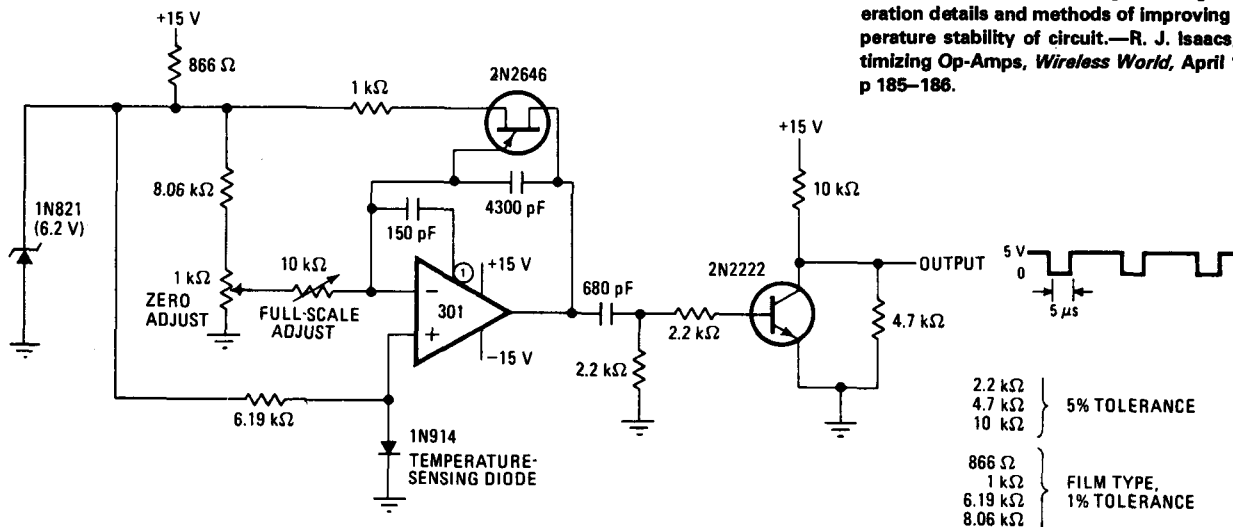 eration details and methods of improving
perature stability of circuit.—R. J. Isaacs,
timizing Op-Amps, Wireless World, April
p 185–186.
+15 V
866 Ω
2N2646
1 kΩ
+15 V
8.06 kΩ
4300 pF
10 kΩ
1N821
(6.2 V)
150 pF
1 kΩ
ZERO
ADJUST
10 kΩ
FULL-SCALE
ADJUST
1
+15 V
−
301
+
−15 V
680 pF
2N2222
OUTPUT
5 V
0
5 μs
2.2 kΩ
4.7 kΩ
2.2 kΩ
6.19 kΩ
1N914
TEMPERATURE-
SENSING DIODE
2.2 kΩ
4.7 kΩ
10 kΩ
5% TOLERANCE
866 Ω
1 kΩ
6.19 kΩ
8.06 kΩ
FILM TYPE,
1% TOLERANCE